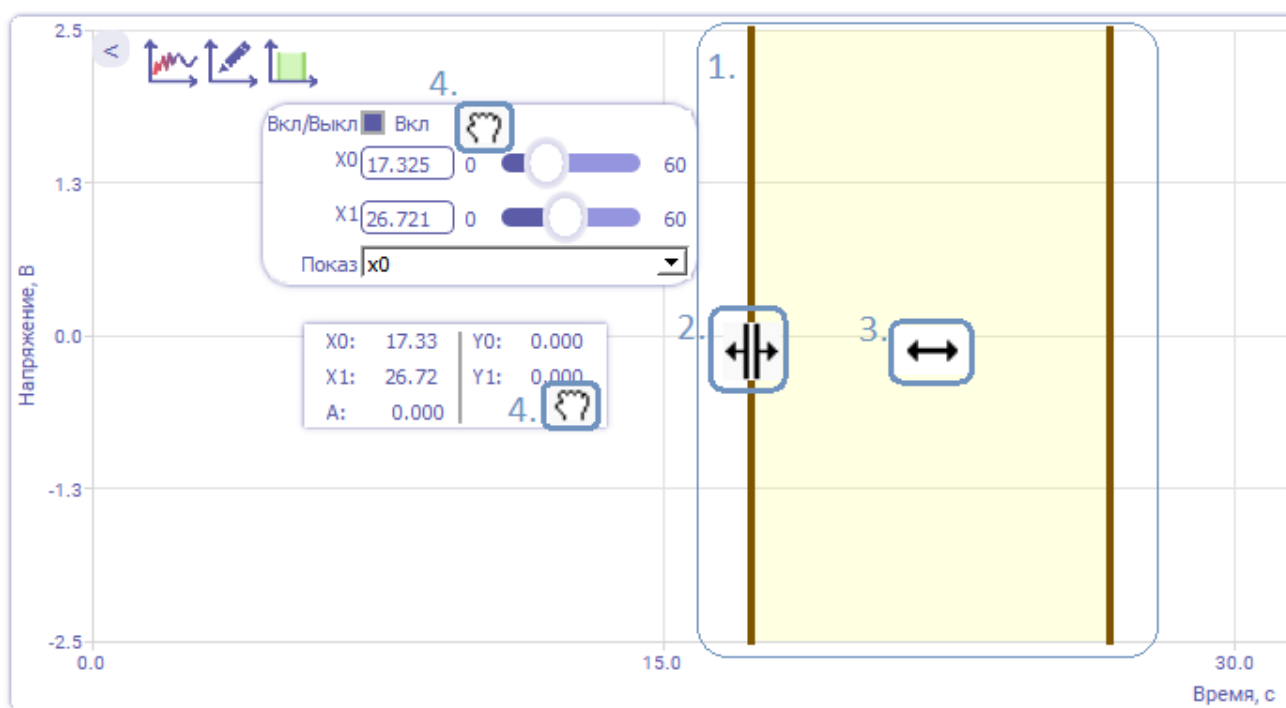 2.5
<
4.
1.
Вкл/Выкл Вкл
X0 17.325 0 60
1.3
X1 26.721 0 60
Показ x0
Напряжение, В
0.0
2.
3.
X0: 17.33 Y0: 0.000
X1: 26.72 Y1: 0.000
A: 0.000 4.
-1.3
-2.5
0.0 15.0 30.0
Время, с